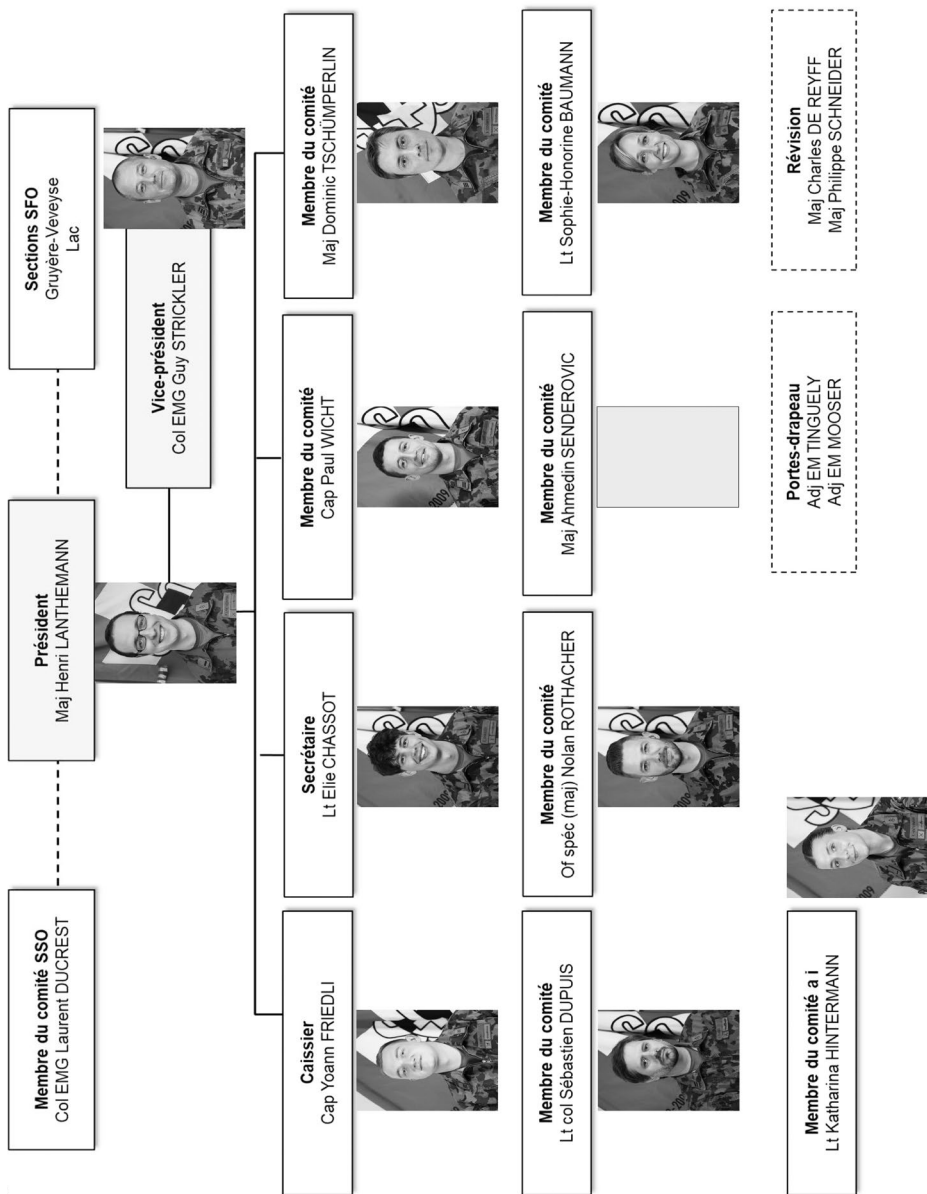 Membre du comité SSO
Col EMG Laurent DUCREST
Président
Maj Henri LANTHEMANN
Sections SFO
Gruyère-Veveyse
Lac
Vice-président
Col EMG Guy STRICKLER
Caissier
Cap Yoann FRIEDLI
Secrétaire
Lt Elie CHASSOT
Membre du comité
Cap Paul WICHT
Membre du comité
Maj Dominic TSCHÜMPERLIN
Membre du comité
Lt col Sébastien DUPUIS
Membre du comité
Of spéc (maj) Nolan ROTHACHER
Membre du comité
Maj Ahmedin SENDEROVIC
Membre du comité
Lt Sophie-Honorine BAUMANN
Membre du comité a i
Lt Katharina HINTERMANN
Portes-drapeau
Adj EM TINGUELY
Adj EM MOOSER
Révision
Maj Charles DE REYFF
Maj Philippe SCHNEIDER